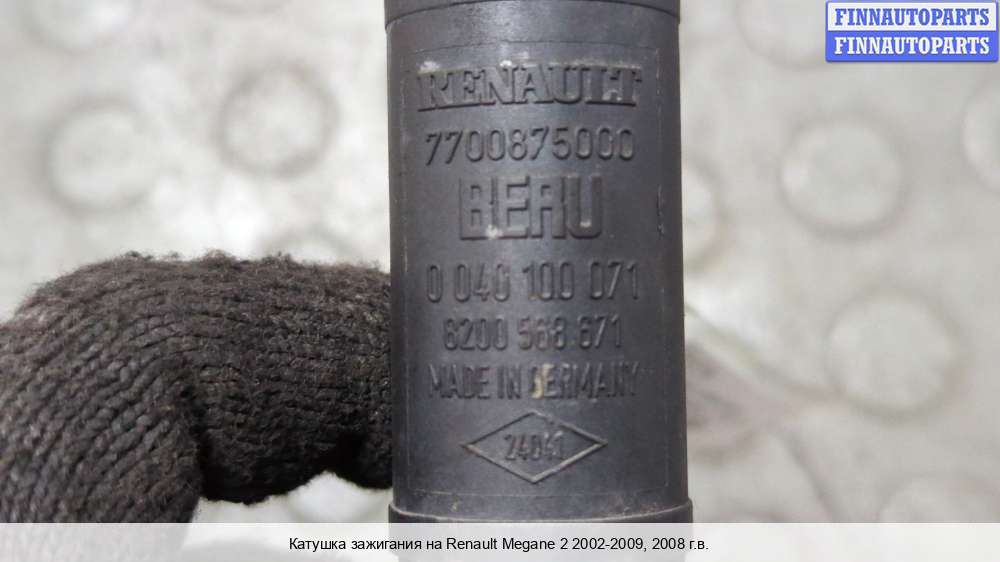 FINNAUTOPARTS
FINNAUTOPARTS
RENAULT
7700875000
BERU
0 040 100 071
8200 568 671
MADE IN GERMANY
24041
Катушка зажигания на Renault Megane 2 2002-2009, 2008 г.в.